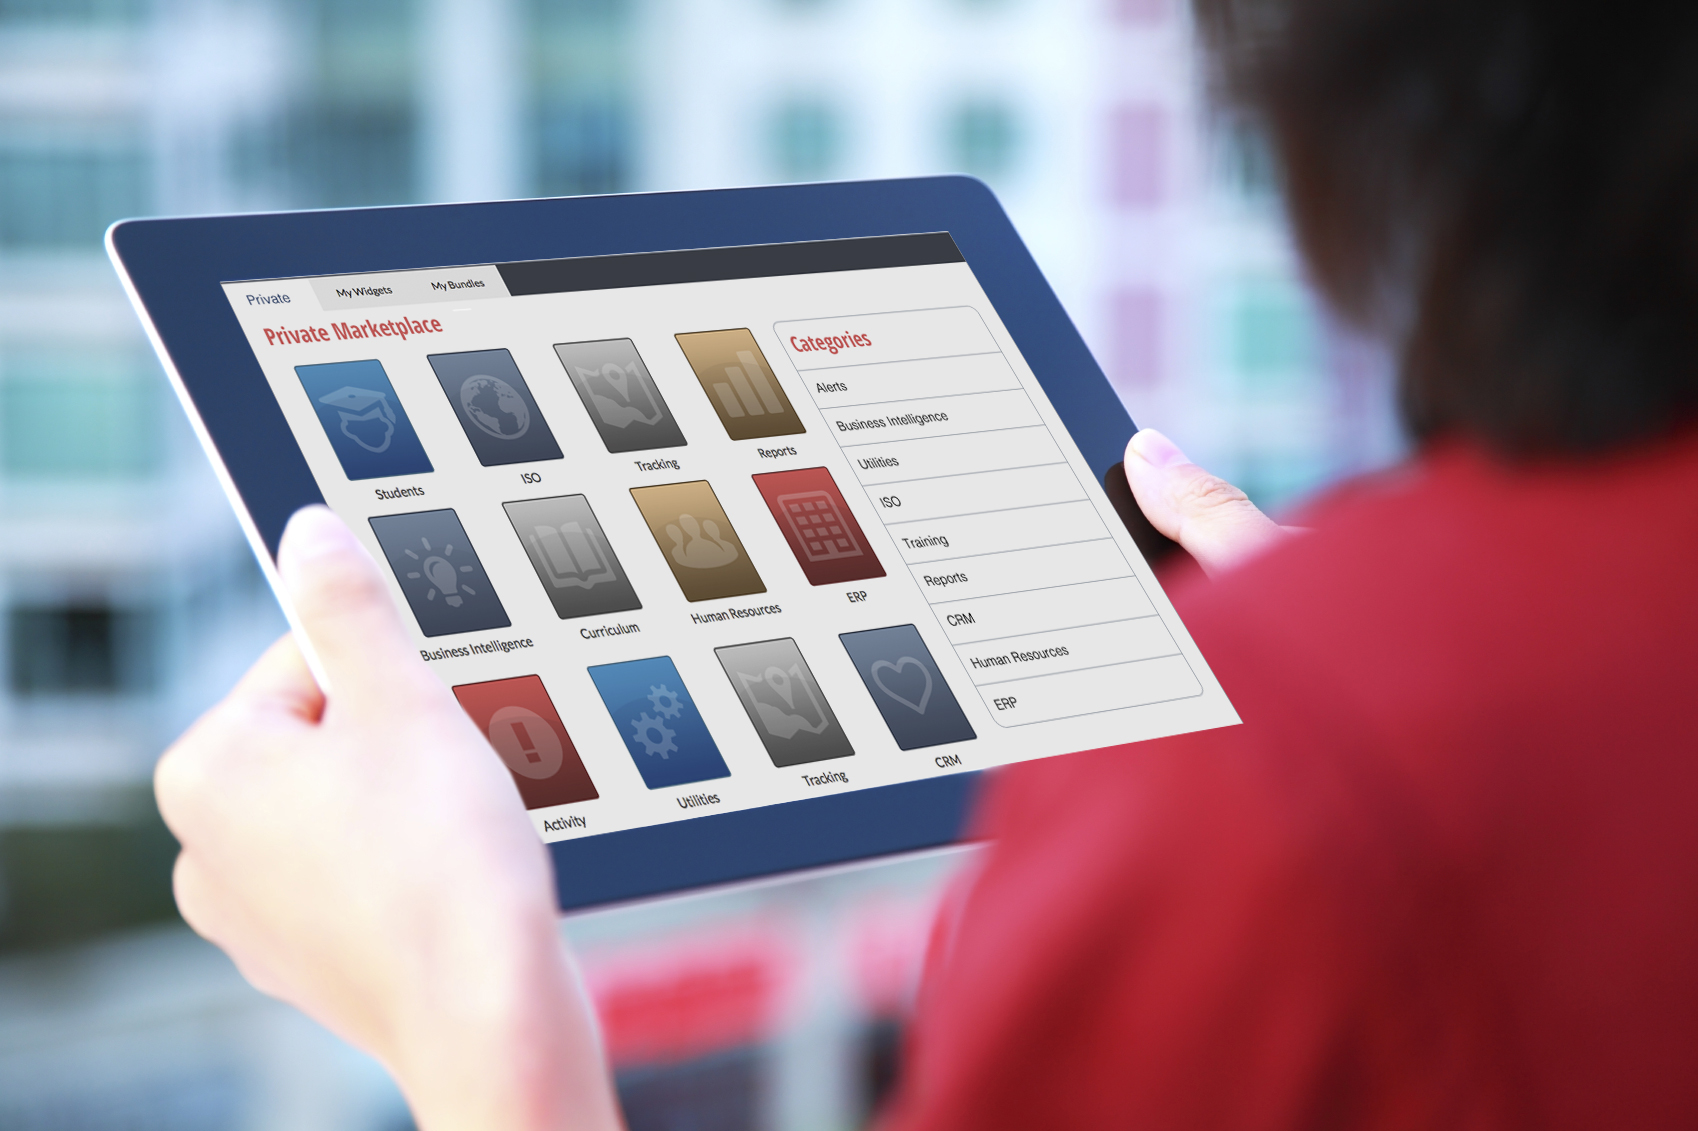 Private
My Widgets
My Bundles
Private Marketplace
Students
ISO
Tracking
Reports
Business Intelligence
Curriculum
Human Resources
ERP
Activity
Utilities
Tracking
CRM
Categories
Alerts
Business Intelligence
Utilities
ISO
Training
Reports
CRM
Human Resources
ERP